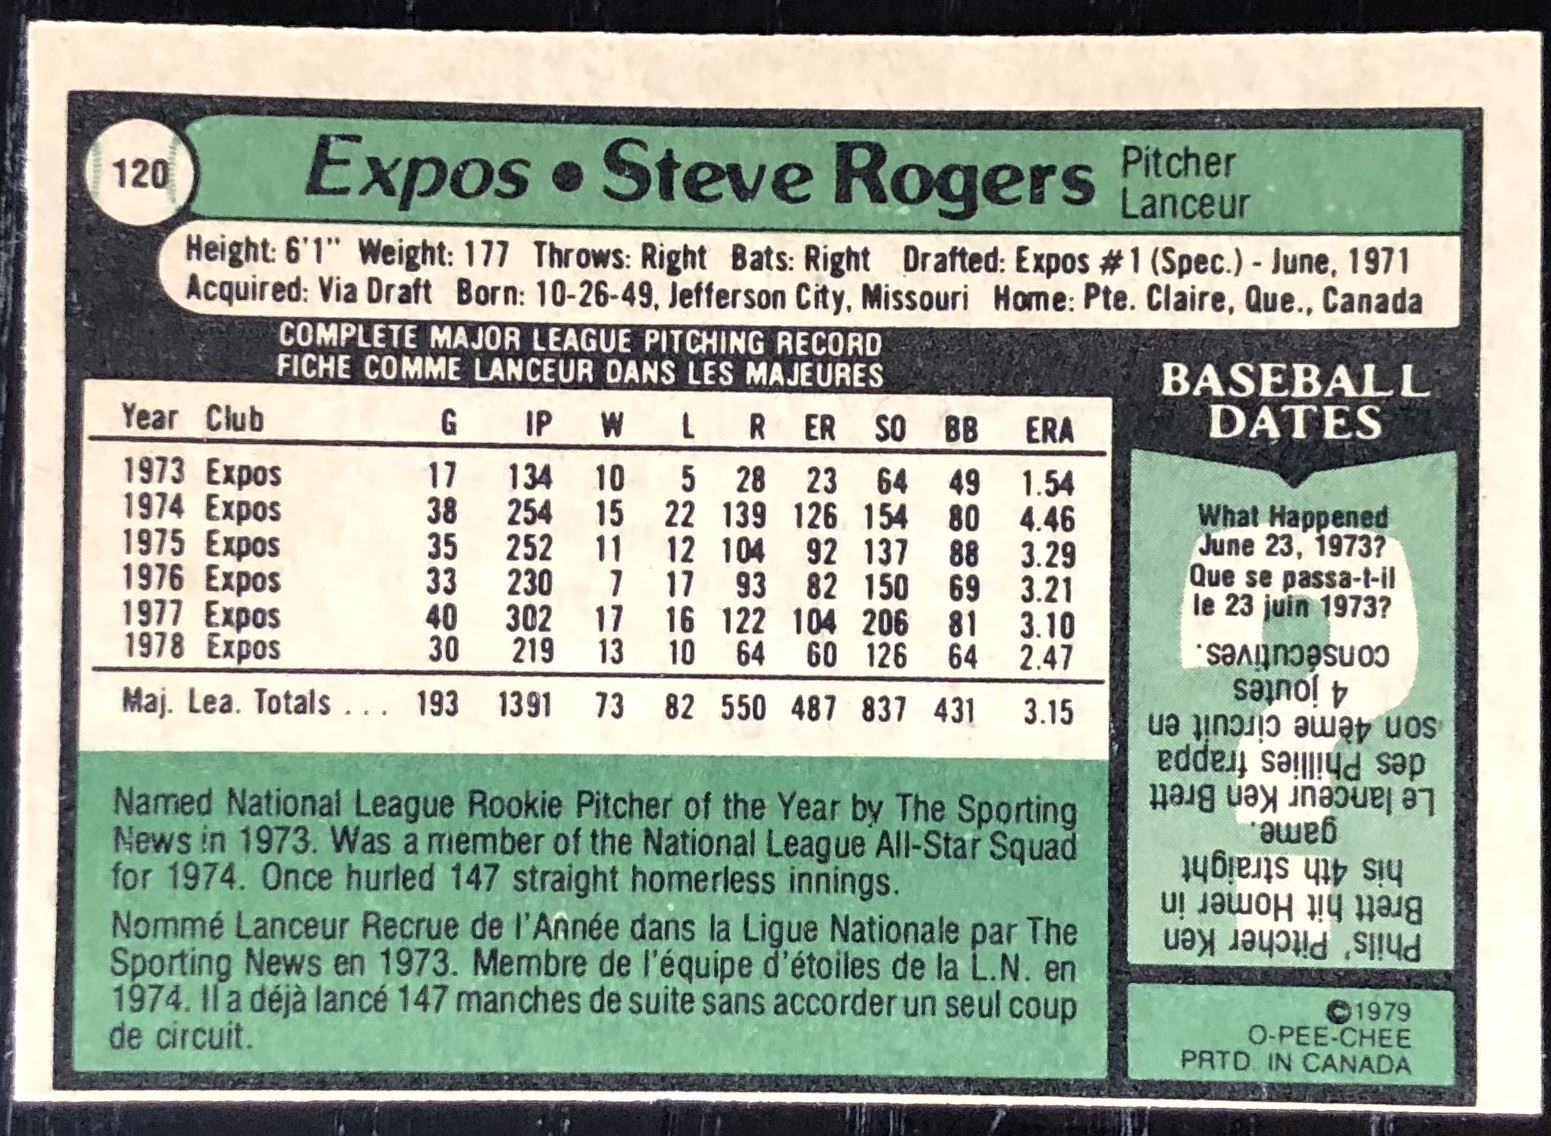 120
Expos • Steve Rogers
Pitcher
Lanceur
Height: 6'1" Weight: 177 Throws: Right Bats: Right Drafted: Expos #1 (Spec.) - June, 1971
Acquired: Via Draft Born: 10-26-49, Jefferson City, Missouri Home: Pte. Claire, Que., Canada
COMPLETE MAJOR LEAGUE PITCHING RECORD
FICHE COMME LANCEUR DANS LES MAJEURES
Year Club G IP W L R ER SO BB ERA
1973 Expos 17 134 10 5 28 23 64 49 1.54
1974 Expos 38 254 15 22 139 126 154 80 4.46
1975 Expos 35 252 11 12 104 92 137 88 3.29
1976 Expos 33 230 7 17 93 82 150 69 3.21
1977 Expos 40 302 17 16 122 104 206 81 3.10
1978 Expos 30 219 13 10 64 60 126 64 2.47
Maj. Lea. Totals ... 193 1391 73 82 550 487 837 431 3.15
Named National League Rookie Pitcher of the Year by The Sporting
News in 1973. Was a member of the National League All-Star Squad
for 1974. Once hurled 147 straight homerless innings.
Nommé Lanceur Recrue de l'Année dans la Ligue Nationale par The
Sporting News en 1973. Membre de l'équipe d'étoiles de la L.N. en
1974. Il a déjà lancé 147 manches de suite sans accorder un seul coup
de circuit.
BASEBALL
DATES
What Happened
June 23, 1973?
Que se passa-t-il
le 23 juin 1973?
Phils' Pitcher Ken
Brett hit Homer in
his 4th straight
game.
Le lanceur Ken Brett
des Phillies frappa
son 4ème circuit en
4 joutes
consécutives.
©1979
O-PEE-CHEE
PRTD. IN CANADA